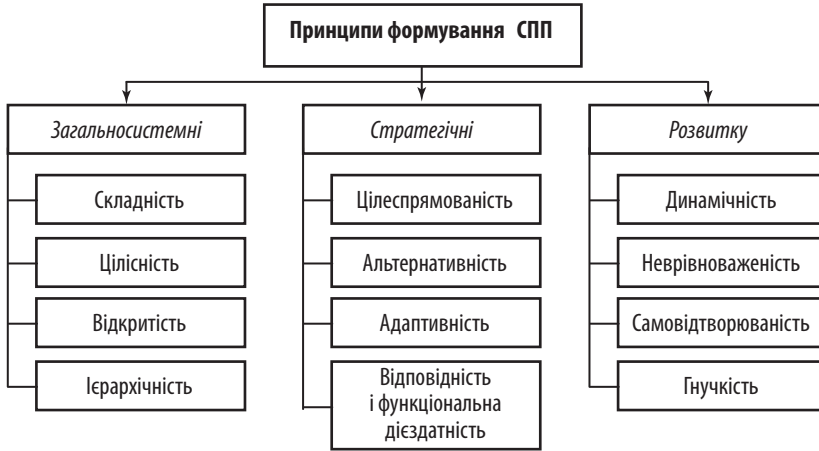 Принципи формування СПП
Загальносистемні
Складність
Цілісність
Відкритість
Ієрархічність
Стратегічні
Цілеспрямованість
Альтернативність
Адаптивність
Відповідність
і функціональна
дієздатність
Розвитку
Динамічність
Неврівноваженість
Самовідтворюваність
Гнучкість